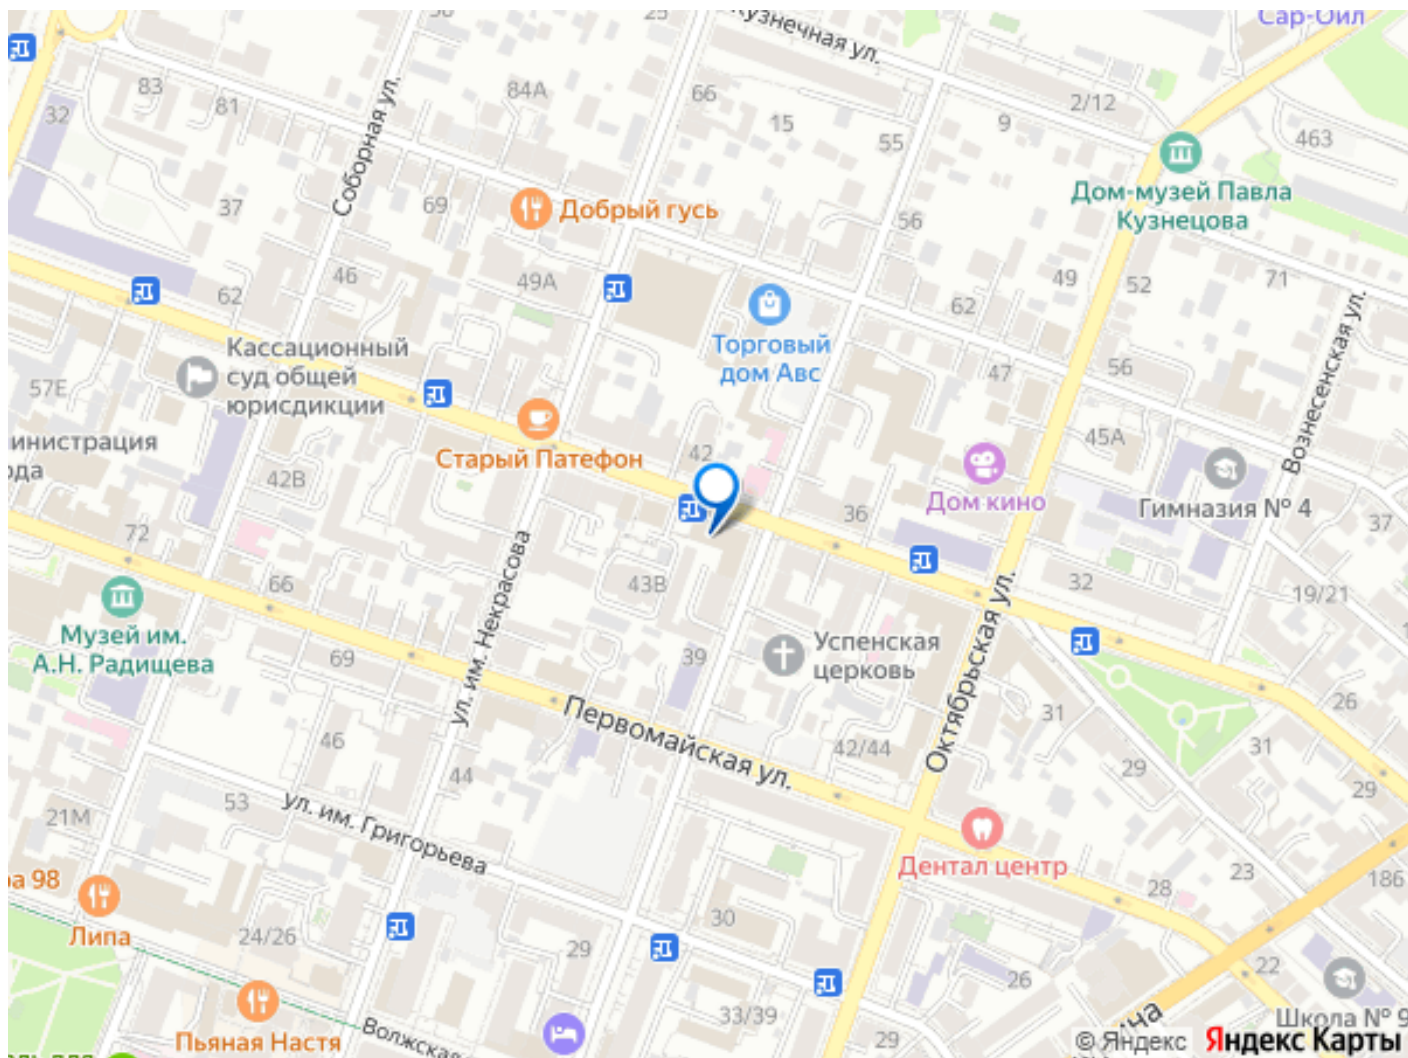 25
Кузнечная ул.
Сар-Ойл
83
81
84А
66
2/12
32
15
9
463
55
Соборная ул.
Дом-музей Павла
Кузнецова
37
69
Добрый гусь
56
46
49А
49
52
71
62
62
Торговый
дом Авс
Кассационный
суд общей
юрисдикции
57Е
47
56
Вознесенская ул.
45А
министрация
Старый Патефон
42
42В
Дом кино
36
Гимназия № 4
37
72
ул. им. Некрасова
43В
66
32
19/21
Октябрьская ул.
Музей им.
А.Н. Радищева
69
39
Успенская
церковь
26
31
31
46
Первомайская ул.
42/44
29
29
44
53
21М
ул. им. Григорьева
Дентал центр
23
186
28
98
Липа
24/26
30
29
26
22
Пьяная Настя
33/39
29
Школа № 9
© Яндекс Яндекс Карты